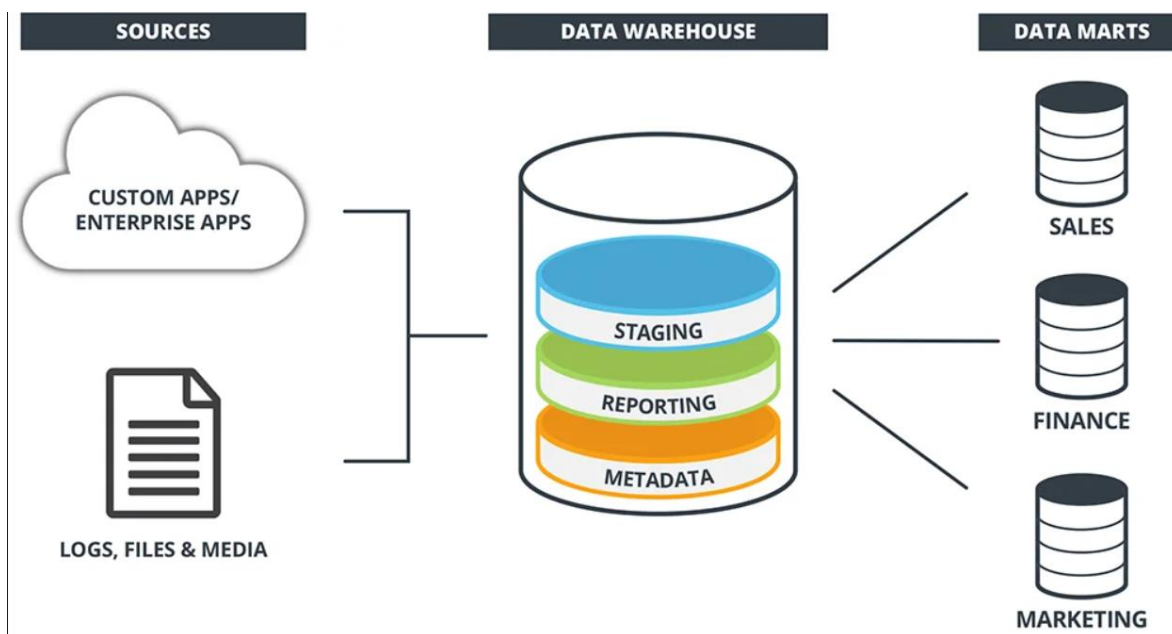 SOURCES
DATA WAREHOUSE
DATA MARTS
CUSTOM APPS/
ENTERPRISE APPS
LOGS, FILES & MEDIA
STAGING
REPORTING
METADATA
SALES
FINANCE
MARKETING